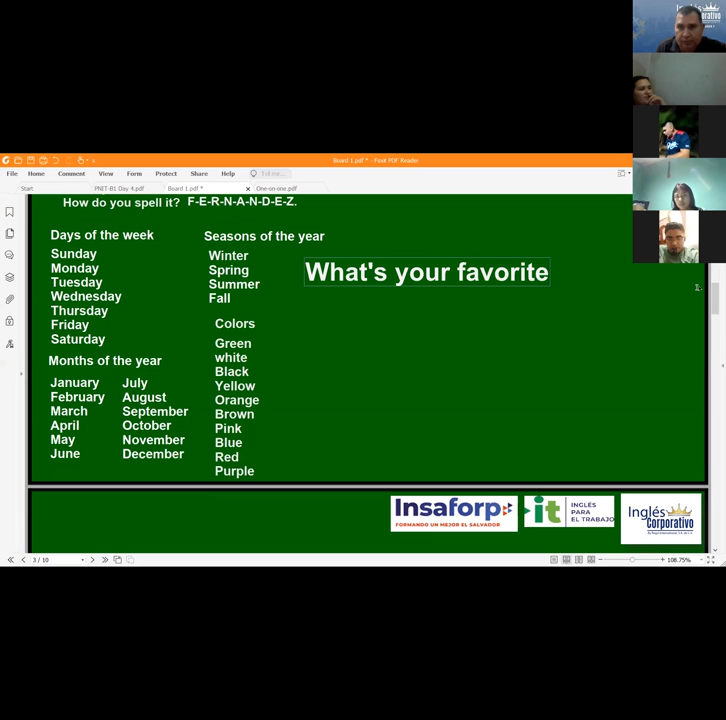 Board 1.pdf * - Foxit PDF Reader
File Home Comment View Form Protect Share Help Tell me...
Start PNIT-B1 Day 4.pdf Board 1.pdf * One-on-one.pdf
How do you spell it? F-E-R-N-A-N-D-E-Z.
Days of the week
Sunday
Monday
Tuesday
Wednesday
Thursday
Friday
Saturday
Months of the year
January July
February August
March September
April October
May November
June December
Seasons of the year
Winter
Spring
Summer
Fall
Colors
Green
white
Black
Yellow
Orange
Brown
Pink
Blue
Red
Purple
What's your favorite
Insaforp
FORMANDO UN MEJOR EL SALVADOR
it
INGLÉS
PARA
EL TRABAJO
Inglés
Corporativo
3 / 10
108.75%